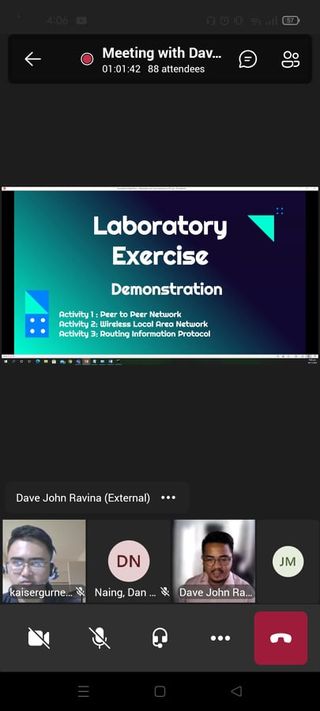 4:06
57
Meeting with Dav...
01:01:42 88 attendees
Laboratory
Exercise
Demonstration
Activity 1 : Peer to Peer Network
Activity 2: Wireless Local Area Network
Activity 3: Routing Information Protocol
Dave John Ravina (External) •••
kaisergurne...
DN
Naing, Dan ...
Dave John Ra...
JM